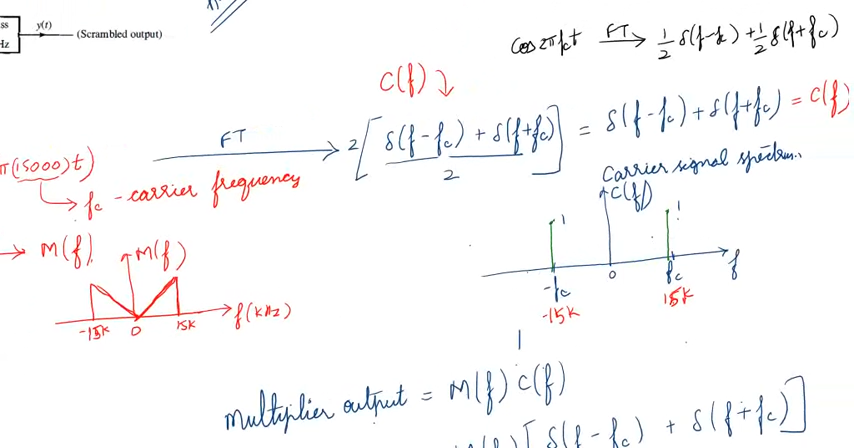 ss
Hz
y(t)
(Scrambled output)
Cos 2πfct FT 1/2 δ(f-fc) + 1/2 δ(f+fc)
C(f)
π(15000)t)
FT
2[δ(f-fc) + δ(f+fc)/2] = δ(f-fc) + δ(f+fc) = C(f)
fc - carrier frequency
Carrier signal spectrum..
C(f)
1
1
-fc
0
fc
f
-15K
15K
M(f)
M(f)
-15K
0
15K
f(kHz)
Multiplier output = M(f) C(f)
[δ(f-fc) + δ(f+fc)]